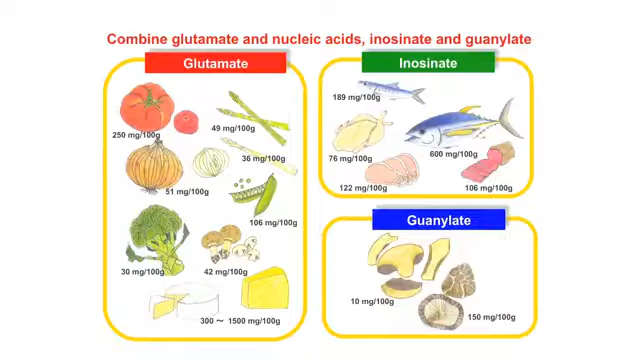 Combine glutamate and nucleic acids, inosinate and guanylate
Glutamate
250 mg/100g
49 mg/100g
36 mg/100g
51 mg/100g
106 mg/100g
30 mg/100g
42 mg/100g
300 ～ 1500 mg/100g
Inosinate
189 mg/100g
76 mg/100g
600 mg/100g
122 mg/100g
106 mg/100g
Guanylate
10 mg/100g
150 mg/100g